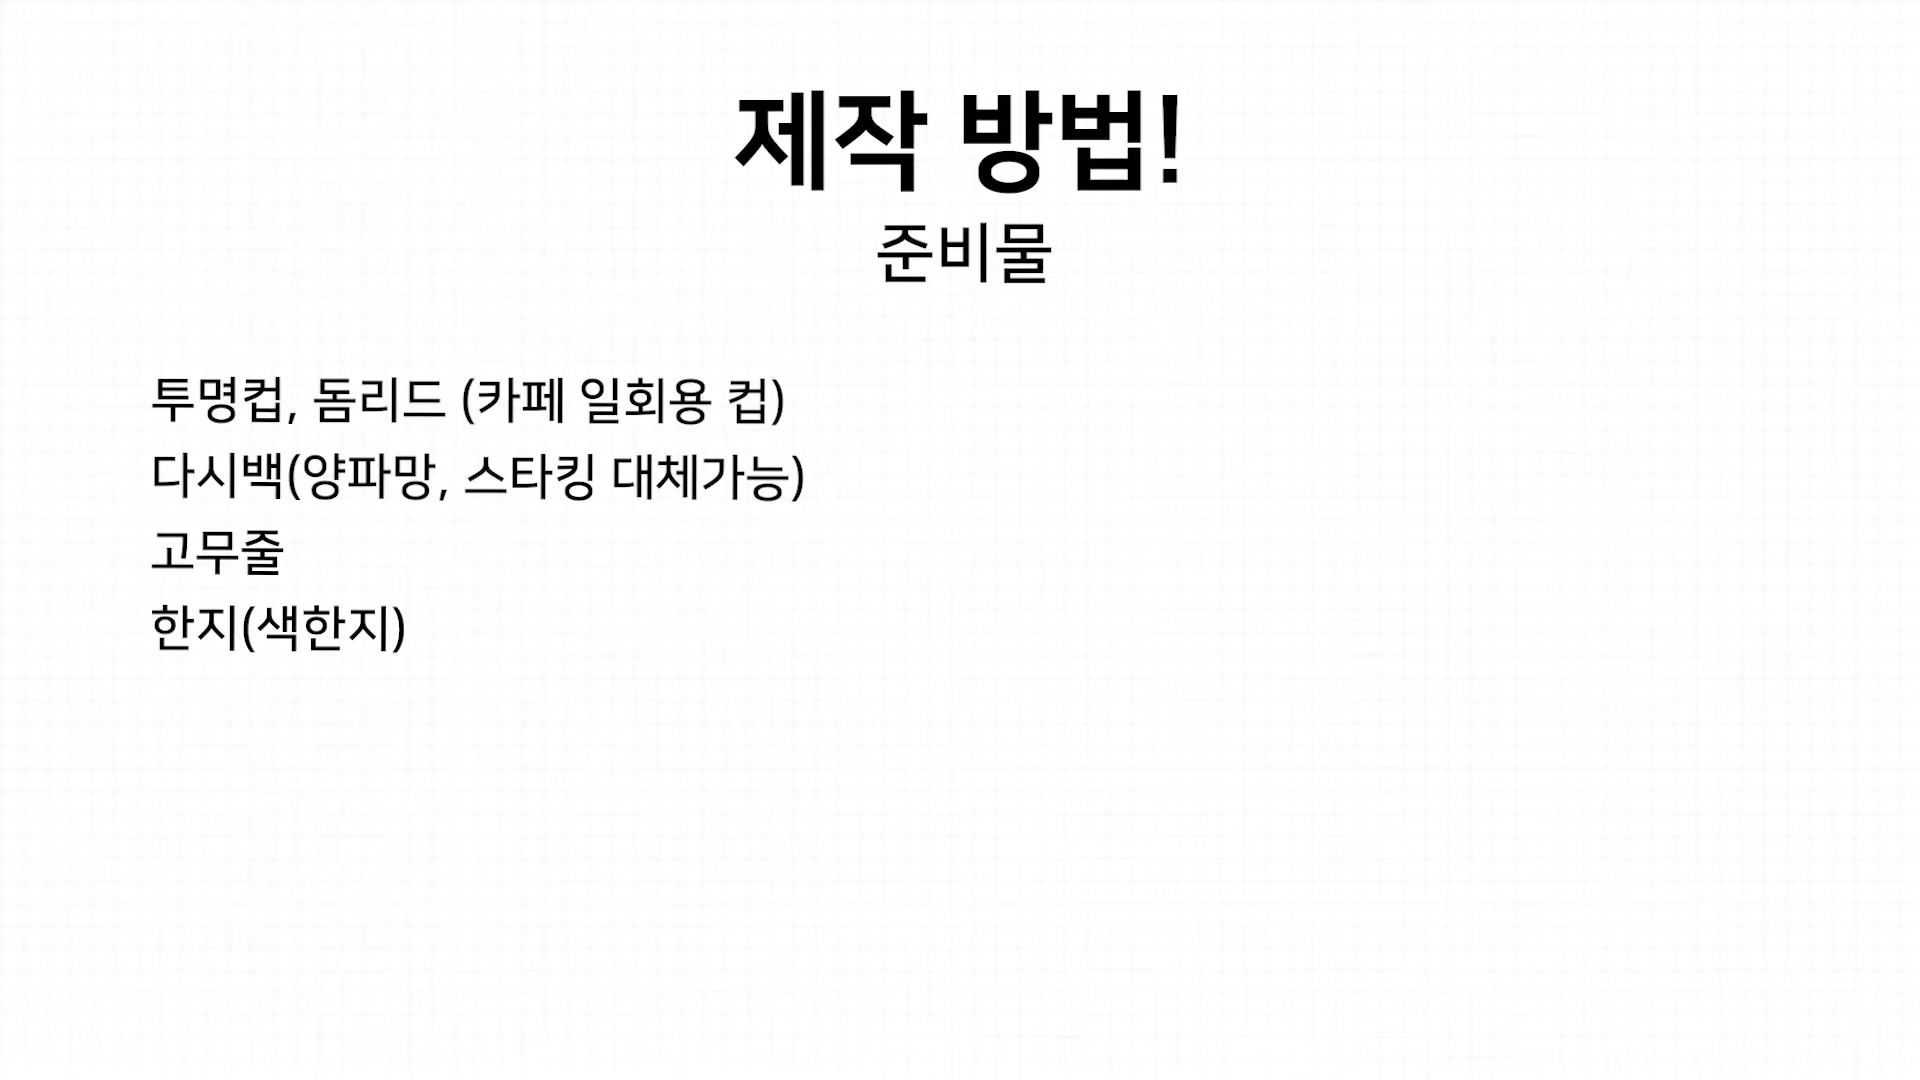 제작 방법!
준비물
투명컵, 돔리드 (카페 일회용 컵)
다시백(양파망, 스타킹 대체가능)
고무줄
한지(색한지)